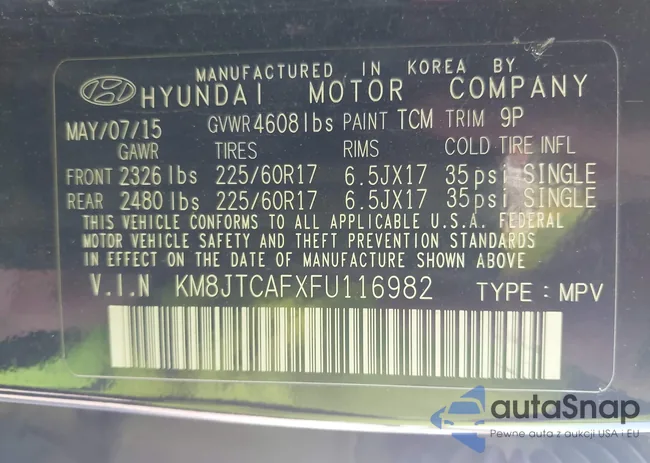 MANUFACTURED IN KOREA BY
HYUNDAI MOTOR COMPANY
MAY/07/15 GVWR 4608lbs PAINT TCM TRIM 9P
GAWR TIRES RIMS COLD TIRE INFL
FRONT 2326 lbs 225/60R17 6.5JX17 35psi SINGLE
REAR 2480 lbs 225/60R17 6.5JX17 35psi SINGLE
THIS VEHICLE CONFORMS TO ALL APPLICABLE U.S.A. FEDERAL
MOTOR VEHICLE SAFETY AND THEFT PREVENTION STANDARDS
IN EFFECT ON THE DATE OF MANUFACTURE SHOWN ABOVE
V.I.N KM8JTCAFXFU116982 TYPE : MPV
autaSnap
Pewne auta z aukcji USA i EU